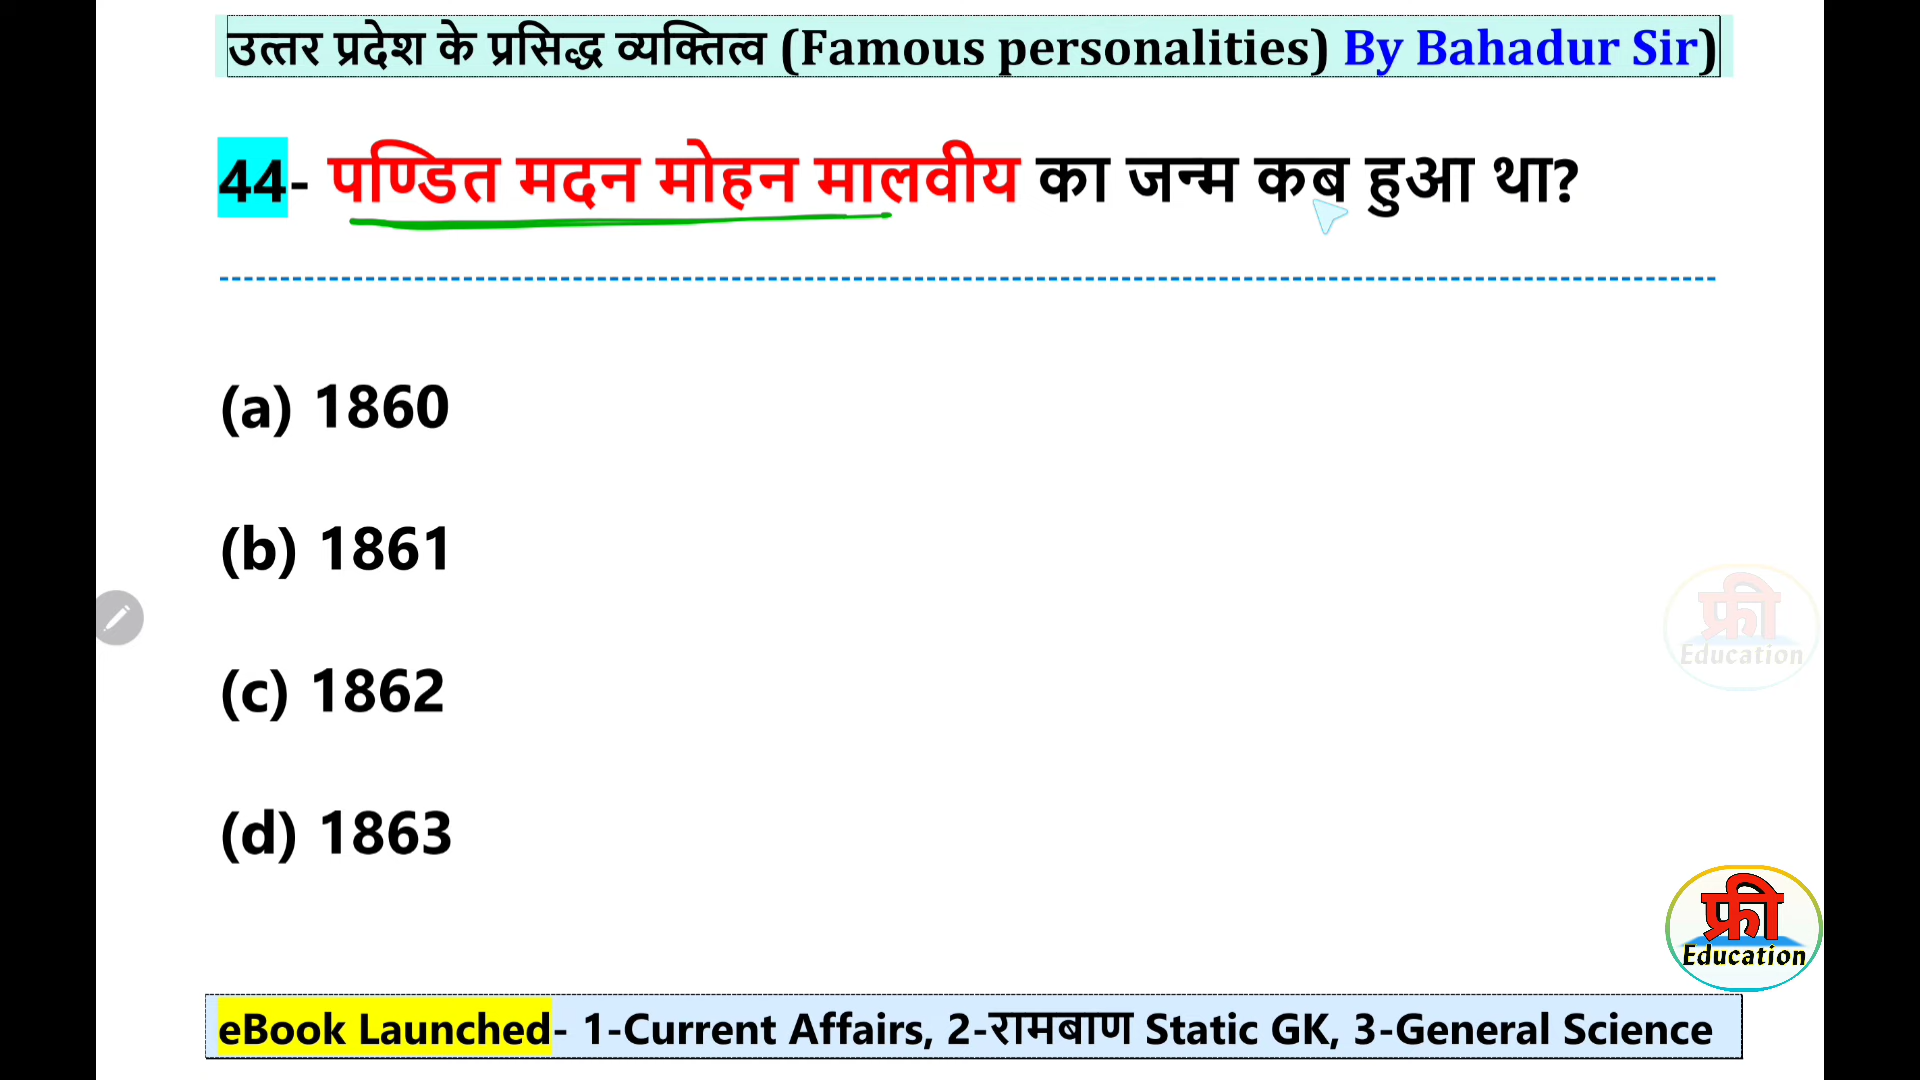 उत्तर प्रदेश के प्रसिद्ध व्यक्तित्व (Famous personalities) By Bahadur Sir)
44- पण्डित मदन मोहन मालवीय का जन्म कब हुआ था?
(a) 1860
(b) 1861
(c) 1862
(d) 1863
फ्री
Education
फ्री
Education
eBook Launched- 1-Current Affairs, 2-रामबाण Static GK, 3-General Science